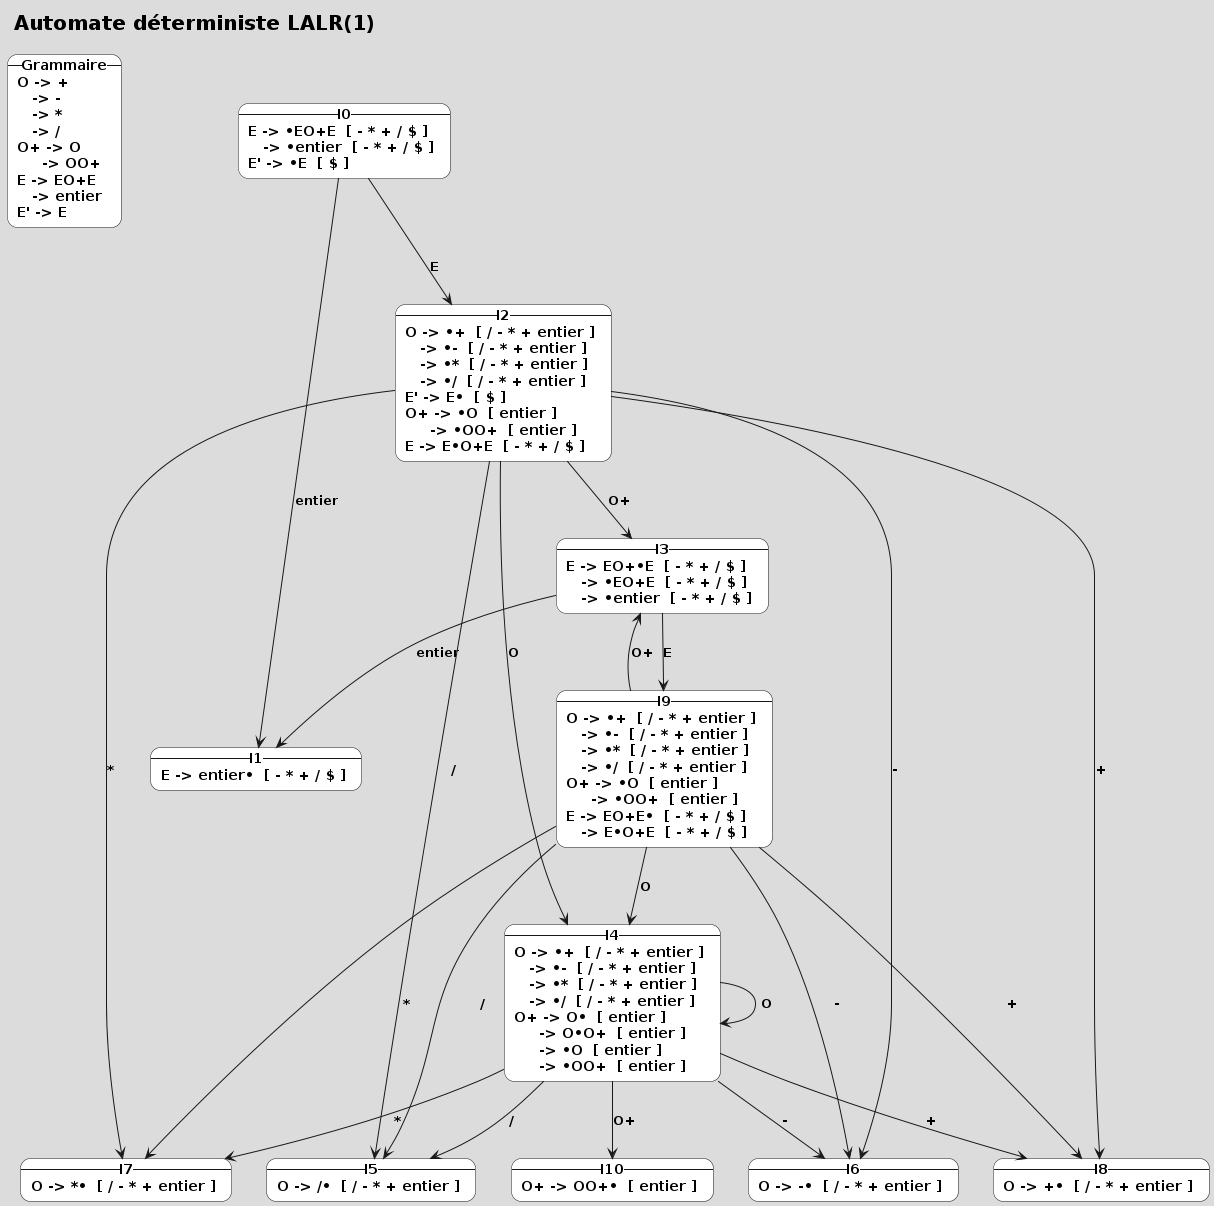 Automate déterministe LALR(1)
Grammaire
O -> +
-> -
-> *
-> /
O+ -> O
-> OO+
E -> EO+E
-> entier
E' -> E
I0
E -> •EO+E [ - * + / $ ]
-> •entier [ - * + / $ ]
E' -> •E [ $ ]
E
I2
O -> •+ [ / - * + entier ]
-> •- [ / - * + entier ]
-> •* [ / - * + entier ]
-> •/ [ / - * + entier ]
E' -> E• [ $ ]
O+ -> •O [ entier ]
-> •OO+ [ entier ]
E -> E•O+E [ - * + / $ ]
entier
O+
I3
E -> EO+•E [ - * + / $ ]
-> •EO+E [ - * + / $ ]
-> •entier [ - * + / $ ]
entier
O
O+
E
I9
O -> •+ [ / - * + entier ]
-> •- [ / - * + entier ]
-> •* [ / - * + entier ]
-> •/ [ / - * + entier ]
O+ -> •O [ entier ]
-> •OO+ [ entier ]
E -> EO+E• [ - * + / $ ]
-> E•O+E [ - * + / $ ]
I1
E -> entier• [ - * + / $ ]
*
/
-
+
O
I4
O -> •+ [ / - * + entier ]
-> •- [ / - * + entier ]
-> •* [ / - * + entier ]
-> •/ [ / - * + entier ]
O+ -> O• [ entier ]
-> O•O+ [ entier ]
-> •O [ entier ]
-> •OO+ [ entier ]
*
/
O
-
+
*
/
O+
-
+
I7
O -> *• [ / - * + entier ]
I5
O -> /• [ / - * + entier ]
I10
O+ -> OO+• [ entier ]
I6
O -> -• [ / - * + entier ]
I8
O -> +• [ / - * + entier ]